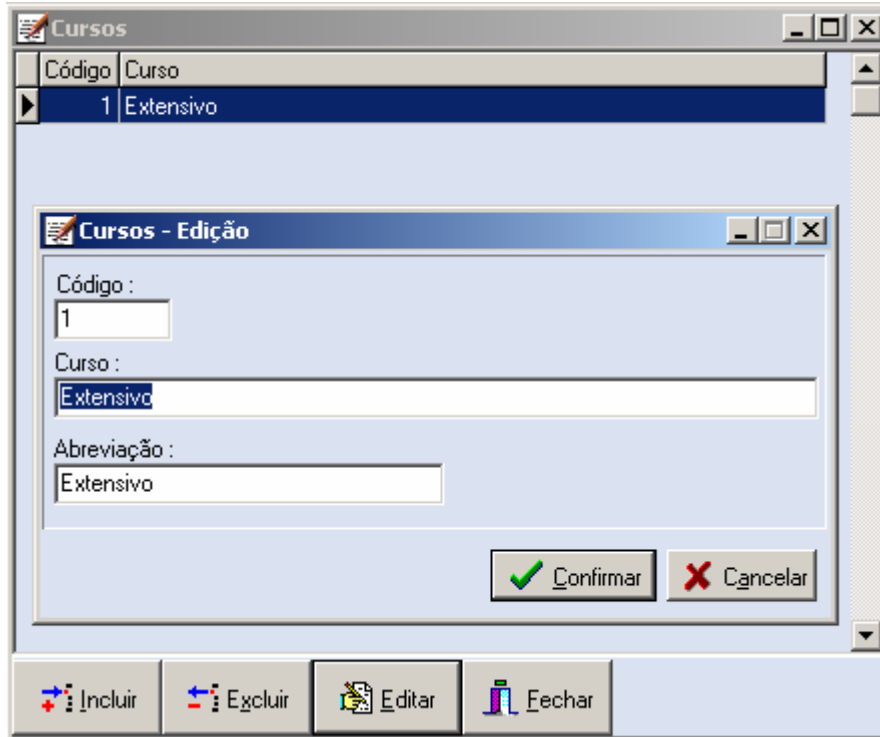 Cursos
Código Curso
1 Extensivo
Cursos - Edição
Código :
1
Curso :
Extensivo
Abreviação :
Extensivo
Confirmar Cancelar
Incluir Excluir Editar Fechar